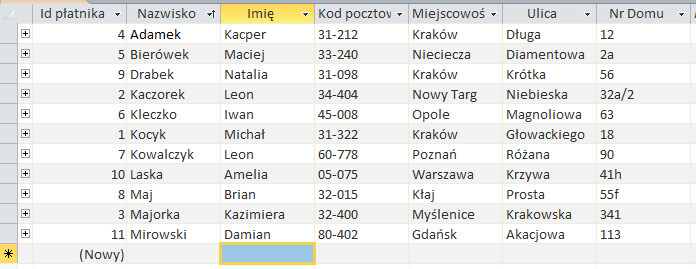 Id płatnika Nazwisko Imię Kod pocztow Miejscowoś Ulica Nr Domu
4 Adamek Kacper 31-212 Kraków Długa 12
5 Bierówek Maciej 33-240 Nieciecza Diamentowa 2a
9 Drabek Natalia 31-098 Kraków Krótka 56
2 Kaczorek Leon 34-404 Nowy Targ Niebieska 32a/2
6 Kleczko Iwan 45-008 Opole Magnoliowa 63
1 Kocyk Michał 31-322 Kraków Głowackiego 18
7 Kowalczyk Leon 60-778 Poznań Różana 90
10 Laska Amelia 05-075 Warszawa Krzywa 41h
8 Maj Brian 32-015 Kłaj Prosta 55f
3 Majorka Kazimiera 32-400 Myślenice Krakowska 341
11 Mirowski Damian 80-402 Gdańsk Akacjowa 113
(Nowy)